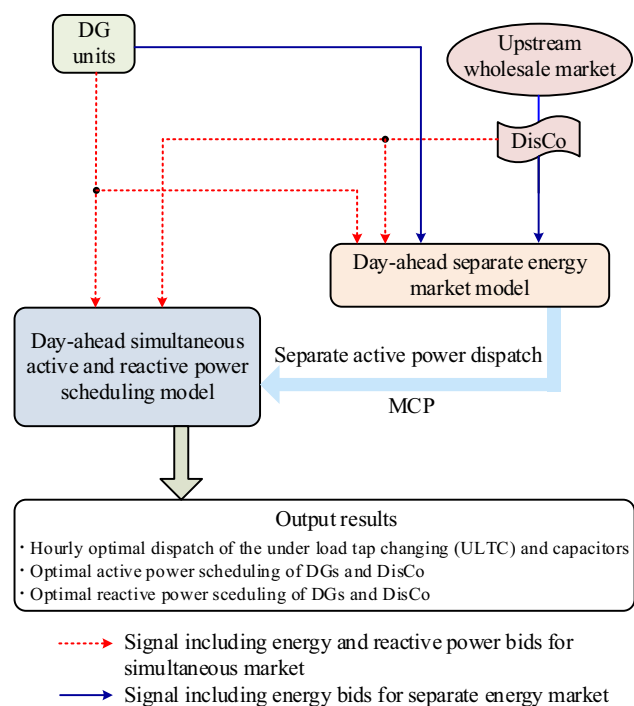 DG
units
Upstream
wholesale market
DisCo
Day-ahead separate energy
market model
Day-ahead simultaneous
active and reactive power
scheduling model
Separate active power dispatch
MCP
Output results
· Hourly optimal dispatch of the under load tap changing (ULTC) and capacitors
· Optimal active power scheduling of DGs and DisCo
· Optimal reactive power sceduling of DGs and DisCo
Signal including energy and reactive power bids for
simultaneous market
Signal including energy bids for separate energy market